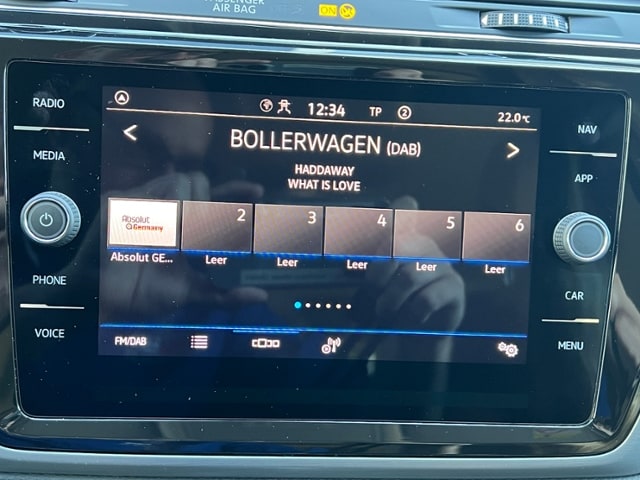 PASSENGER
AIR BAG
ON
RADIO
MEDIA
PHONE
VOICE
NAV
APP
CAR
MENU
12:34 TP 2 22.0°C
< BOLLERWAGEN (DAB) >
HADDAWAY
WHAT IS LOVE
Absolut
Germany
2 3 4 5 6
Absolut GE... Leer Leer Leer Leer Leer
FM/DAB